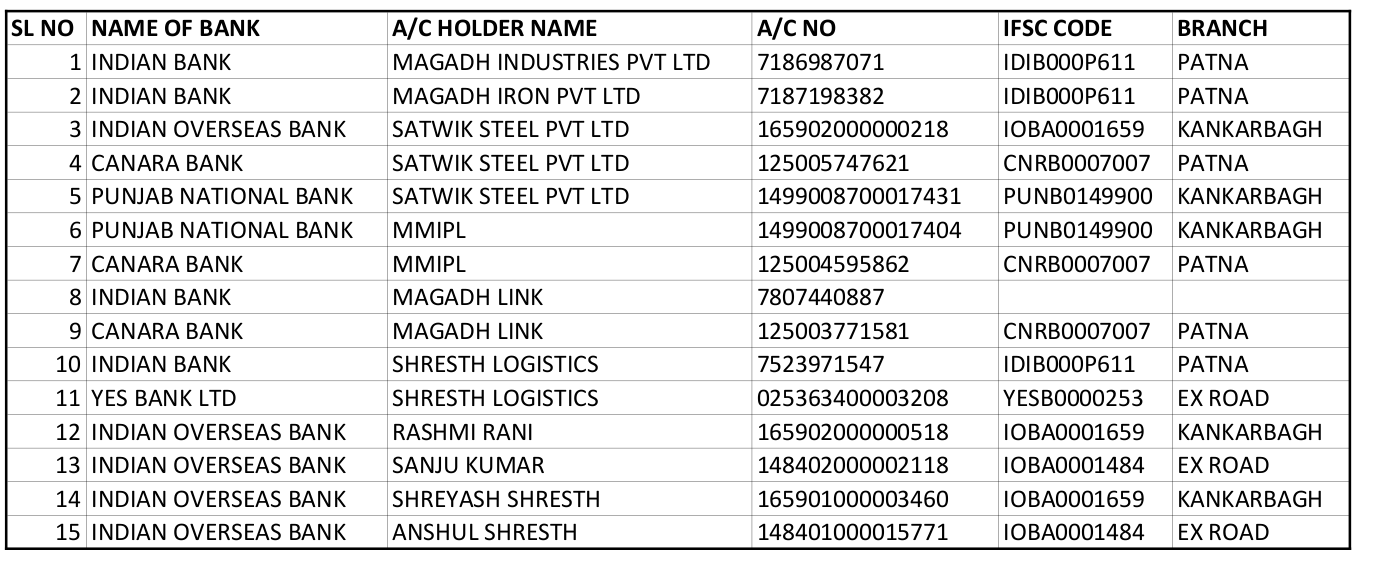 SL NO NAME OF BANK A/C HOLDER NAME A/C NO IFSC CODE BRANCH
1 INDIAN BANK MAGADH INDUSTRIES PVT LTD 7186987071 IDIB000P611 PATNA
2 INDIAN BANK MAGADH IRON PVT LTD 7187198382 IDIB000P611 PATNA
3 INDIAN OVERSEAS BANK SATWIK STEEL PVT LTD 165902000000218 IOBA0001659 KANKARBAGH
4 CANARA BANK SATWIK STEEL PVT LTD 125005747621 CNRB0007007 PATNA
5 PUNJAB NATIONAL BANK SATWIK STEEL PVT LTD 1499008700017431 PUNB0149900 KANKARBAGH
6 PUNJAB NATIONAL BANK MMIPL 1499008700017404 PUNB0149900 KANKARBAGH
7 CANARA BANK MMIPL 125004595862 CNRB0007007 PATNA
8 INDIAN BANK MAGADH LINK 7807440887
9 CANARA BANK MAGADH LINK 125003771581 CNRB0007007 PATNA
10 INDIAN BANK SHRESTH LOGISTICS 7523971547 IDIB000P611 PATNA
11 YES BANK LTD SHRESTH LOGISTICS 025363400003208 YESB0000253 EX ROAD
12 INDIAN OVERSEAS BANK RASHMI RANI 165902000000518 IOBA0001659 KANKARBAGH
13 INDIAN OVERSEAS BANK SANJU KUMAR 148402000002118 IOBA0001484 EX ROAD
14 INDIAN OVERSEAS BANK SHREYASH SHRESTH 165901000003460 IOBA0001659 KANKARBAGH
15 INDIAN OVERSEAS BANK ANSHUL SHRESTH 148401000015771 IOBA0001484 EX ROAD